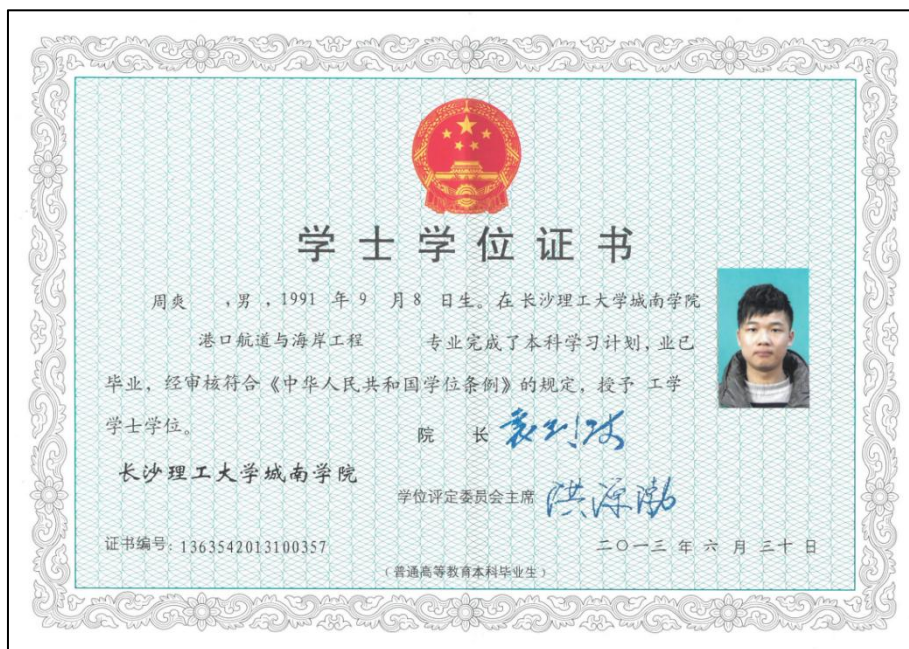 学士学位证书
周爽 ,男,1991 年 9 月 8 日生。在长沙理工大学城南学院
港口航道与海岸工程 专业完成了本科学习计划,业已
毕业,经审核符合《中华人民共和国学位条例》的规定,授予 工学
学士学位。
院 长
长沙理工大学城南学院
学位评定委员会主席 洪源渤
证书编号:1363542013100357
二〇一三 年 六 月 三十 日
(普通高等教育本科毕业生)